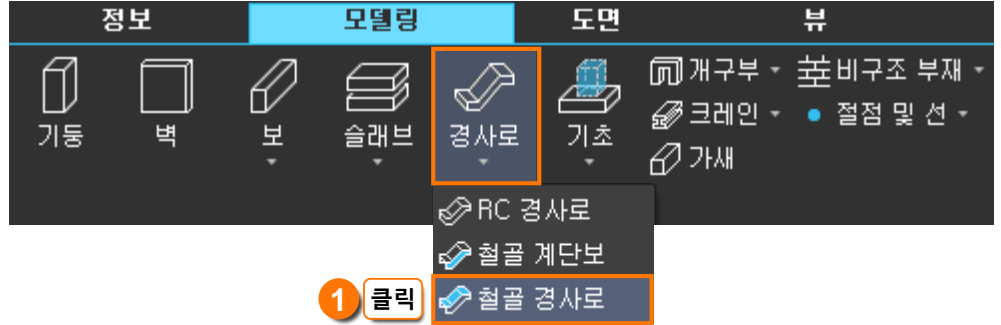 정보 모델링 도면 뷰
개구부 비구조 부재
크레인 절점 및 선
기둥 벽 보 슬래브 경사로 기초
가새
RC 경사로
철골 계단보
1 클릭 철골 경사로